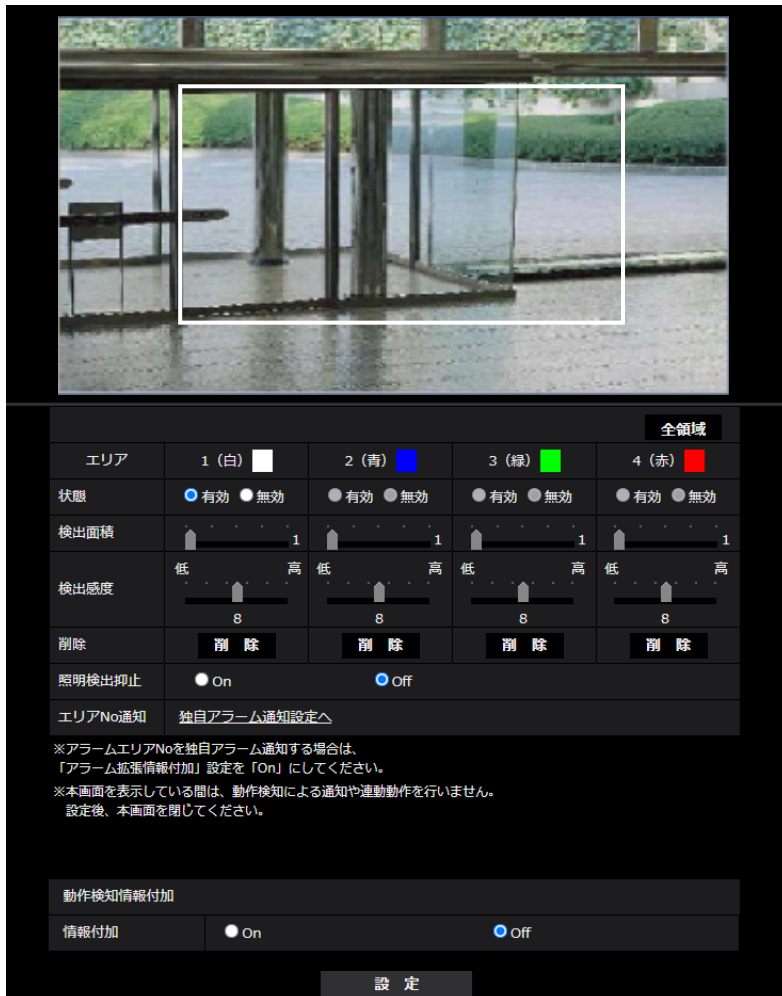 全領域
エリア 1（白） 2（青） 3（緑） 4（赤）
状態 有効 無効 有効 無効 有効 無効 有効 無効
検出面積 1 1 1 1
低 高 低 高 低 高 低 高
検出感度
8 8 8 8
削除 削 除 削 除 削 除 削 除
照明検出抑止 On Off
エリアNo通知 独自アラーム通知設定へ
※アラームエリアNoを独自アラーム通知する場合は、
「アラーム拡張情報付加」設定を「On」にしてください。
※本画面を表示している間は、動作検知による通知や連動動作を行いません。
設定後、本画面を閉じてください。
動作検知情報付加
情報付加 On Off
設 定